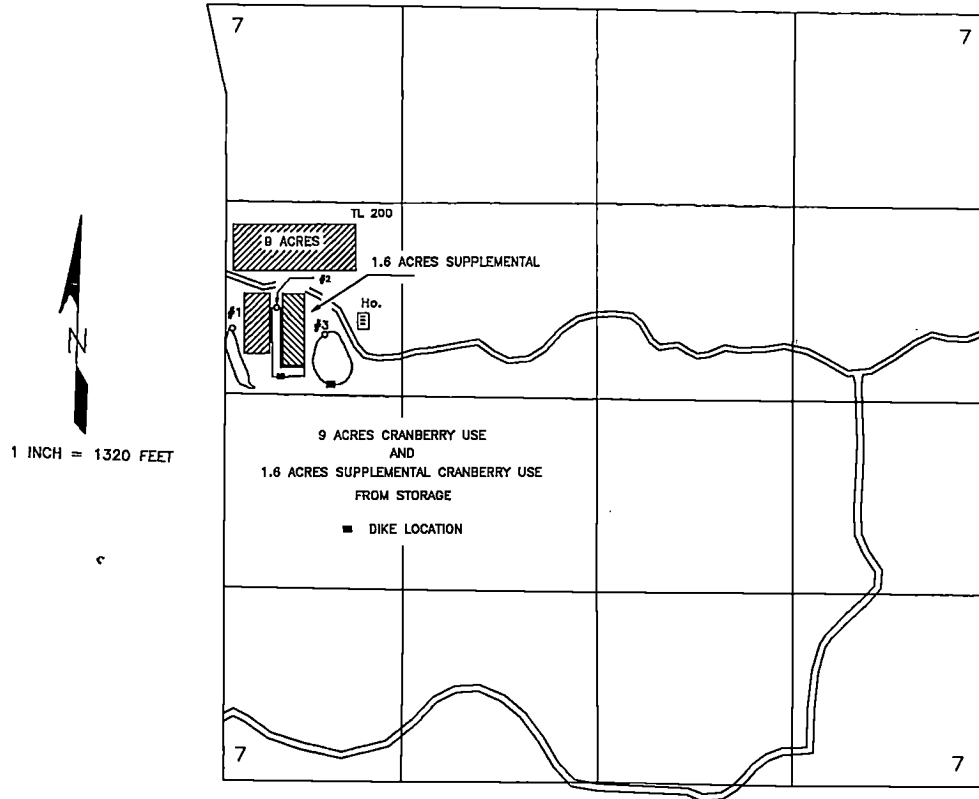 7
7
TL 200
9 ACRES
1.6 ACRES SUPPLEMENTAL
#2
Ho.
#1
#3
N
1 INCH = 1320 FEET
9 ACRES CRANBERRY USE
AND
1.6 ACRES SUPPLEMENTAL CRANBERRY USE
FROM STORAGE
DIKE LOCATION
7
7